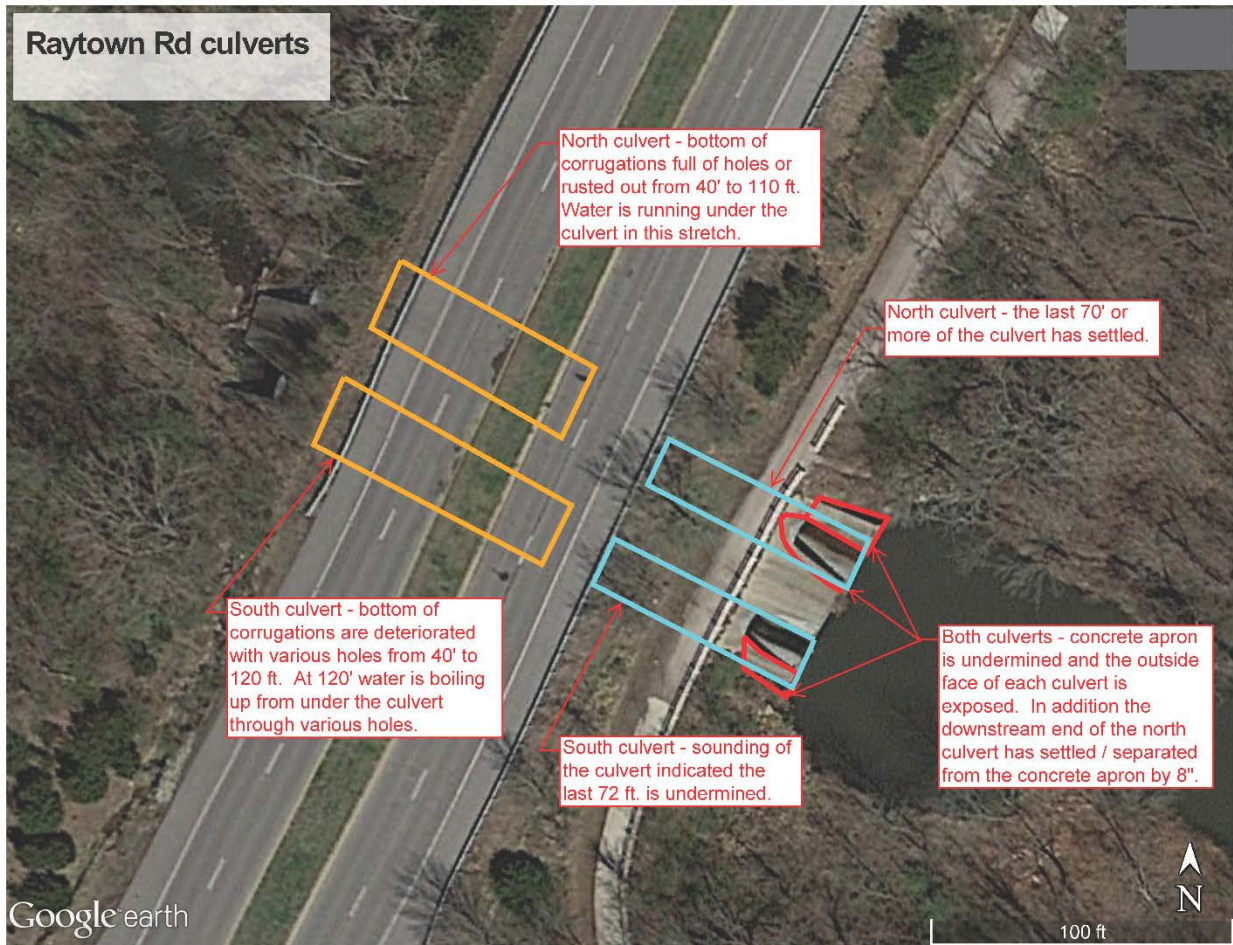 Raytown Rd culverts
North culvert - bottom of
corrugations full of holes or
rusted out from 40' to 110 ft.
Water is running under the
culvert in this stretch.
North culvert - the last 70' or
more of the culvert has settled.
South culvert - bottom of
corrugations are deteriorated
with various holes from 40' to
120 ft. At 120' water is boiling
up from under the culvert
through various holes.
South culvert - sounding of
the culvert indicated the
last 72 ft. is undermined.
Both culverts - concrete apron
is undermined and the outside
face of each culvert is
exposed. In addition the
downstream end of the north
culvert has settled / separated
from the concrete apron by 8".
Google earth
N
100 ft